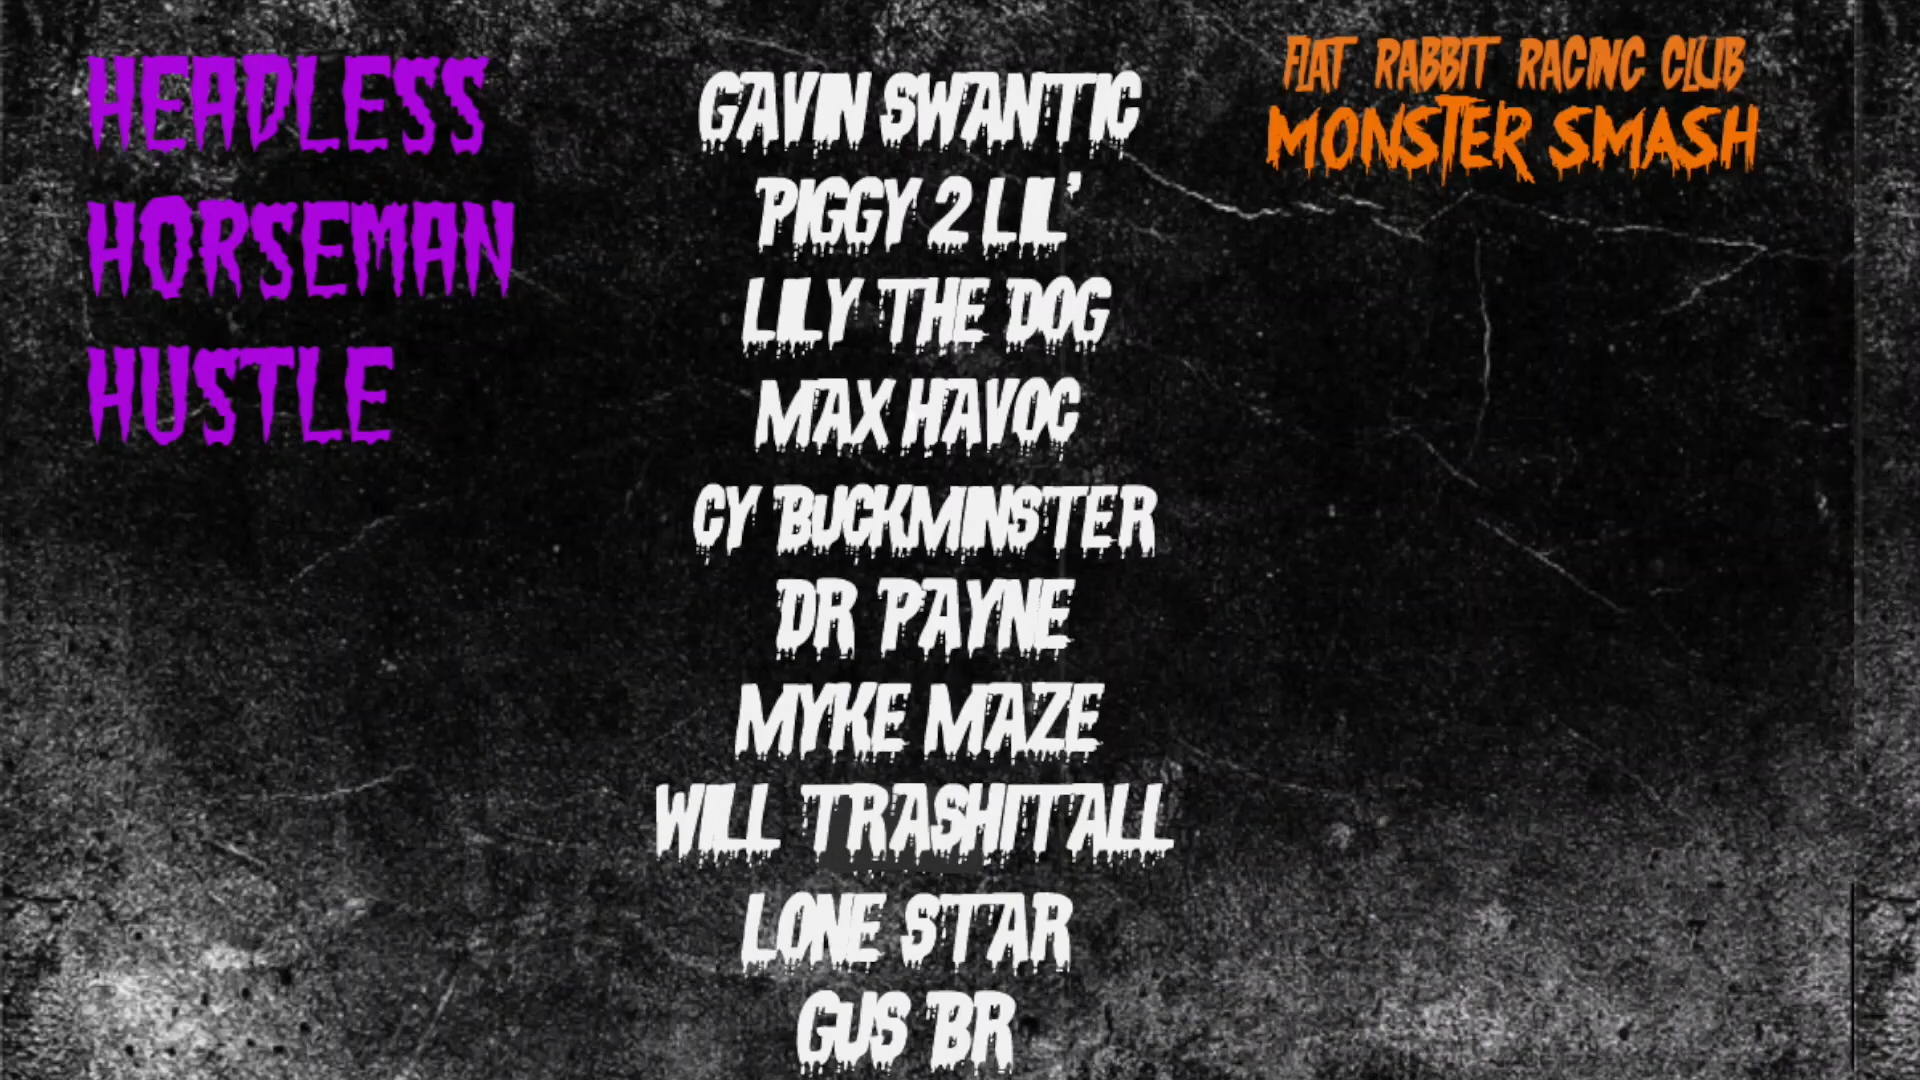 HEADLESS
HORSEMAN
HUSTLE
GAVIN SWANTIC
PIGGY 2 LIL'
LILY THE DOG
MAX HAVOC
CY BUCKMINSTER
DR PAYNE
MYKE MAZE
WILL TRASHITALL
LONE STAR
GUS BR
FLAT RABBIT RACING CLUB
MONSTER SMASH